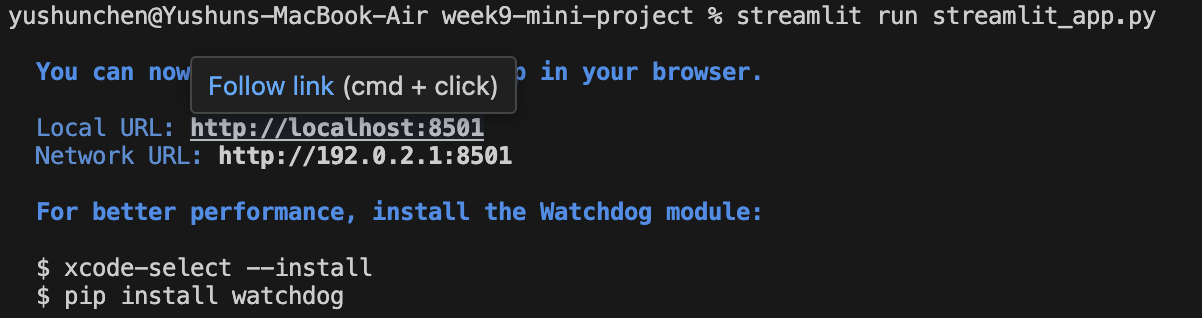 yushunchen@Yushuns-MacBook-Air week9-mini-project % streamlit run streamlit_app.py
You can now in your browser.
Follow link (cmd + click)
Local URL: http://localhost:8501
Network URL: http://192.0.2.1:8501
For better performance, install the Watchdog module:
$ xcode-select --install
$ pip install watchdog